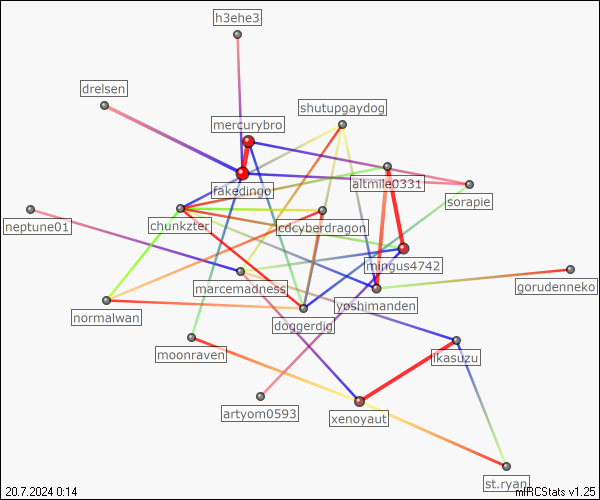 h3ehe3
drelsen
shutupgaydog
mercurybro
altmile0331
fakedingo
sorapie
neptune01
chunkzter
cdcyberdragon
mingus4742
marcemadness
yoshimanden
gorudenneko
normalwan
doggerdig
moonraven
ikasuzu
artyom0593
xenoyaut
st.ryan
20.7.2024 0:14
mIRCStats v1.25